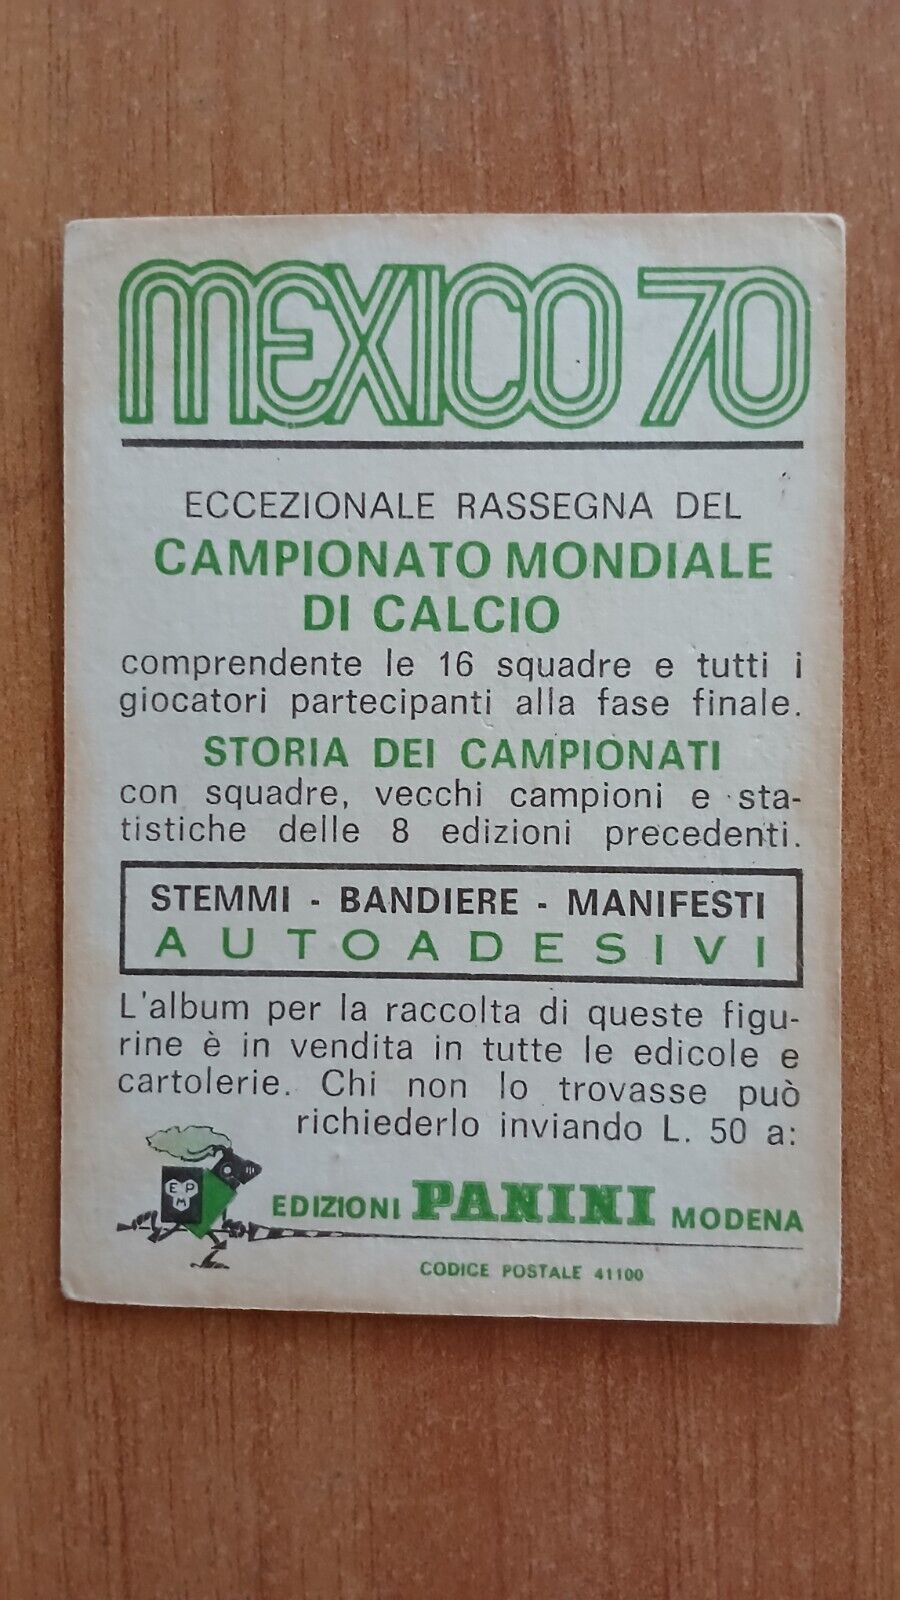 MEXICO 70
ECCEZIONALE RASSEGNA DEL
CAMPIONATO MONDIALE
DI CALCIO
comprendente le 16 squadre e tutti i
giocatori partecipanti alla fase finale.
STORIA DEI CAMPIONATI
con squadre, vecchi campioni e sta-
tistiche delle 8 edizioni precedenti.
STEMMI - BANDIERE - MANIFESTI
AUTOADESIVI
L'album per la raccolta di queste figu-
rine è in vendita in tutte le edicole e
cartolerie. Chi non lo trovasse può
richiederlo inviando L. 50 a:
EPM
EDIZIONI PANINI MODENA
CODICE POSTALE 41100